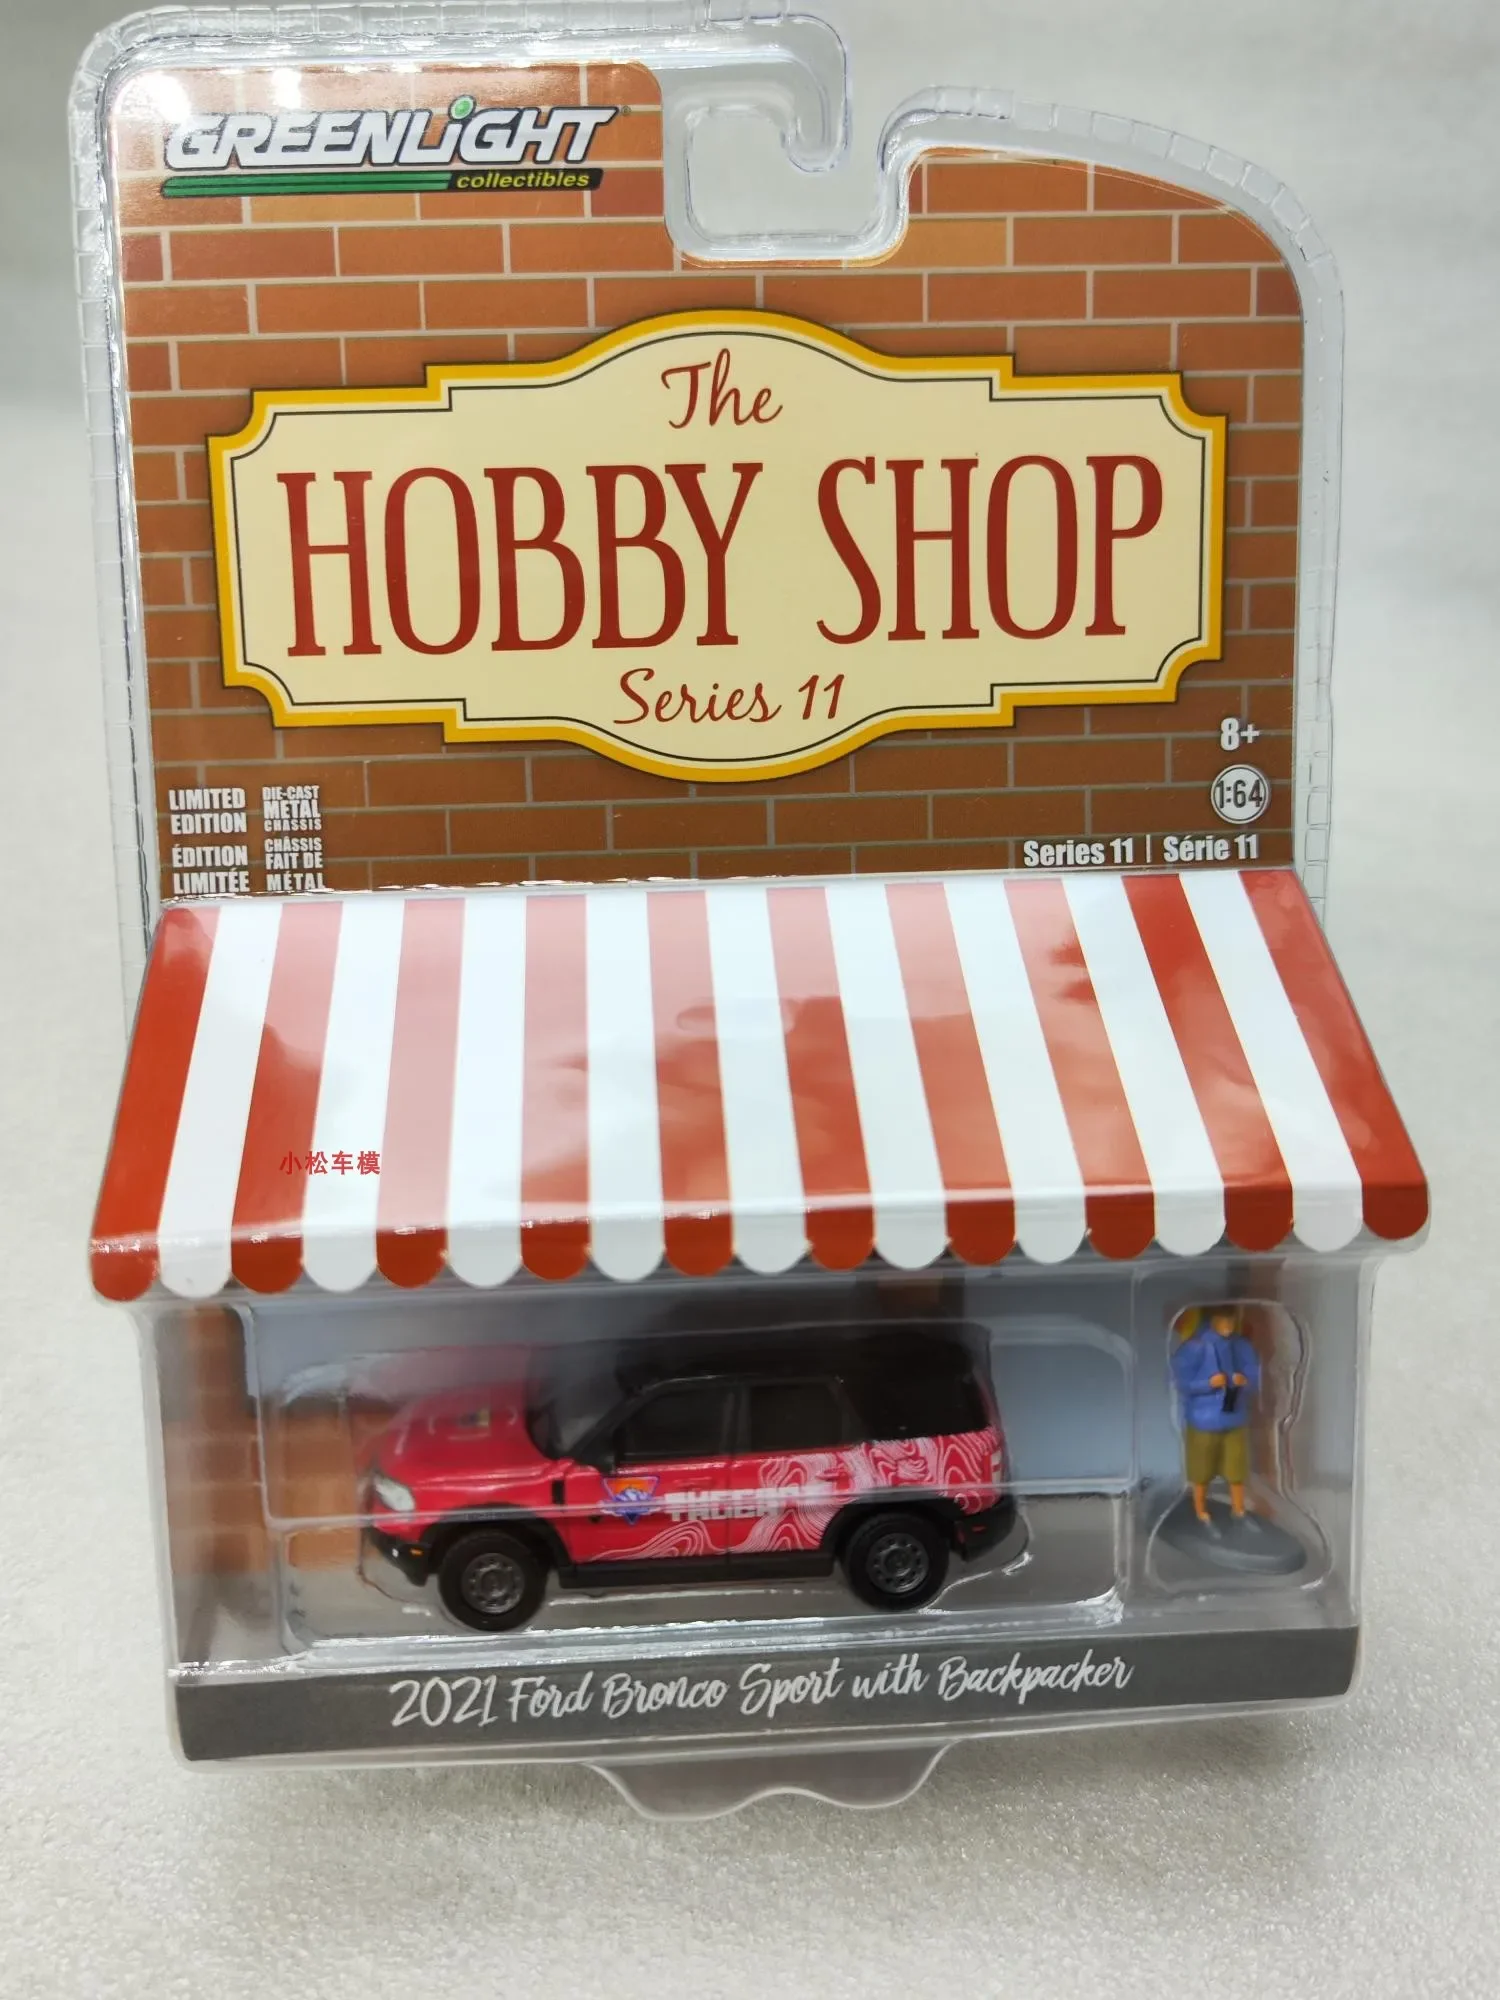 GREENLiGHT
collectibles
The
HOBBY SHOP
Series 11
8+
1:64
LIMITED EDITION
DIE-CAST METAL CHASSIS
ÉDITION LIMITÉE
CHÂSSIS FAIT DE MÉTAL
Series 11 | Série 11
小松车模
2021 Ford Bronco Sport with Backpacker